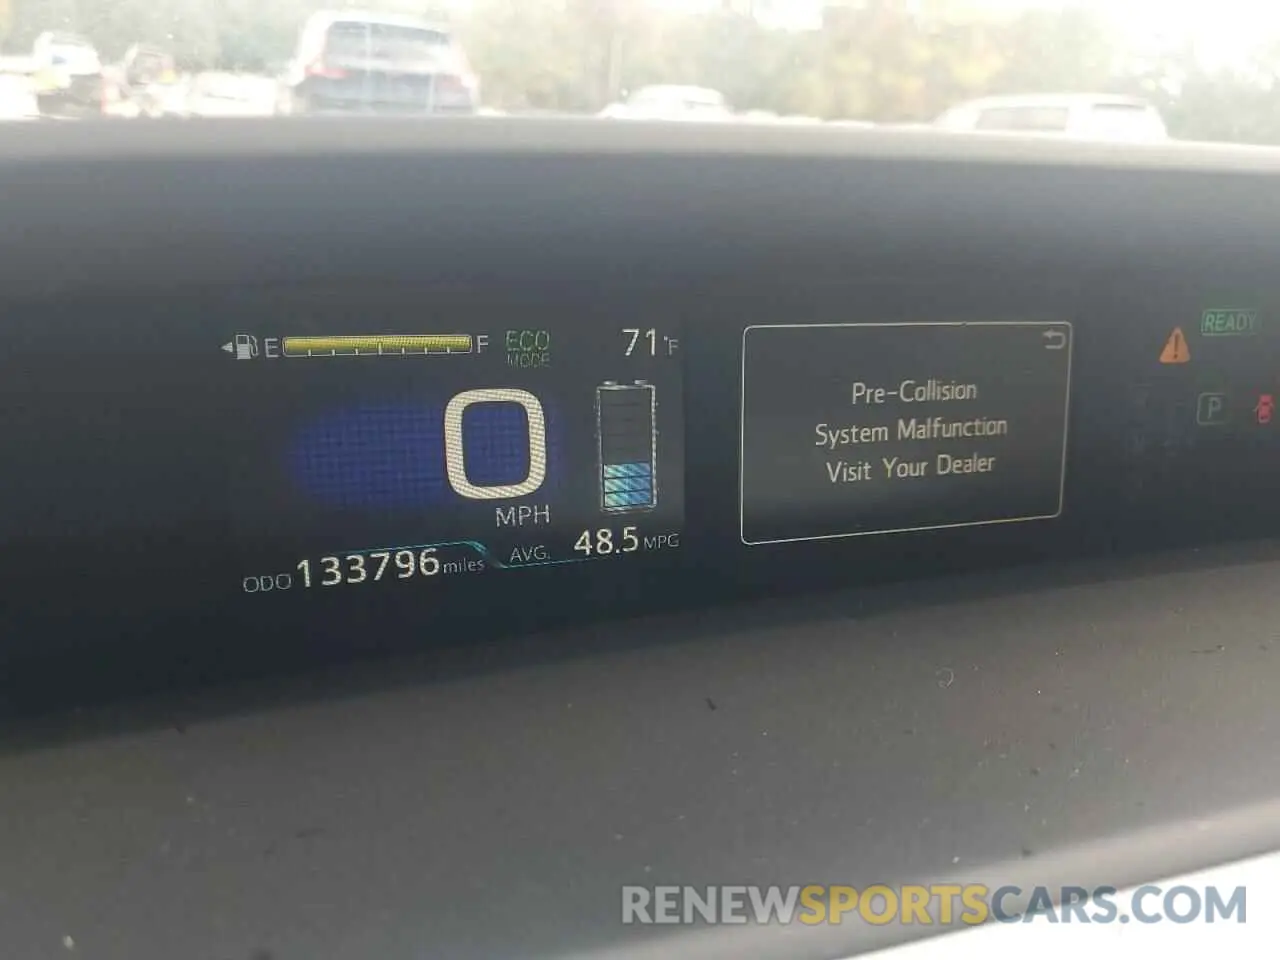 E F ECO 71°F
MODE
READY
0
P
MPH
ODO 133796 miles AVG. 48.5 MPG
Pre-Collision
System Malfunction
Visit Your Dealer
RENEWSPORTSCARS.COM